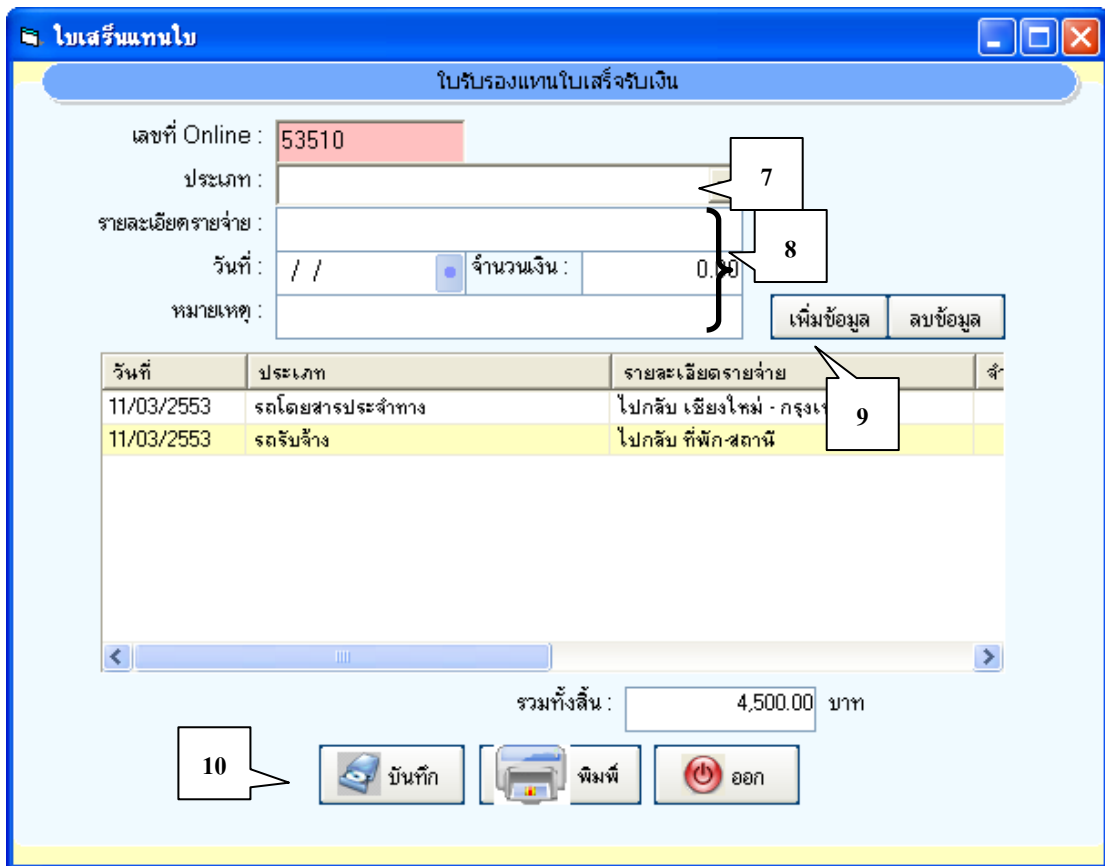 ใบเสร็นแทนใบ
ใบรับรองแทนใบเสร็จรับเงิน
เลขที่ Online : 53510
ประเภท :
7
รายละเอียดรายจ่าย :
8
วันที่ : / / จำนวนเงิน :
หมายเหตุ :
เพิ่มข้อมูล ลบข้อมูล
วันที่ ประเภท รายละเอียดรายจ่าย
11/03/2553 รถโดยสารประจำทาง ไปกลับ เชียงใหม่ -
9
11/03/2553 รถรับจ้าง ไปกลับ ที่พัก-สถานี
รวมทั้งสิ้น : 4,500.00 บาท
10
บันทึก พิมพ์ ออก